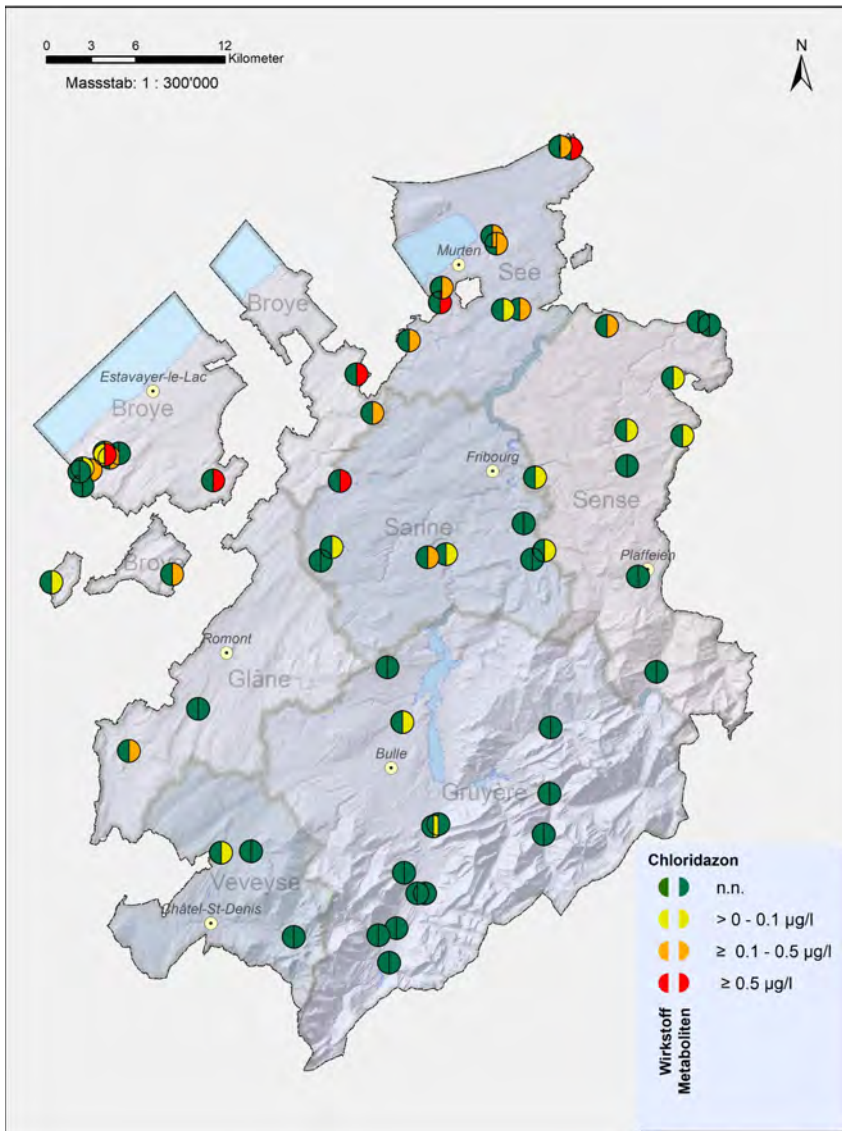 0 3 6 12
Kilometer
Massstab: 1 : 300'000
N
Murten
See
Broye
Estavayer-le-Lac
Broye
Fribourg
Sense
Sarine
Broye
Plaffeien
Romont
Glâne
Bulle
Gruyère
Veveyse
Châtel-St-Denis
Chloridazon
n.n.
> 0 - 0.1 µg/l
≥ 0.1 - 0.5 µg/l
≥ 0.5 µg/l
Wirkstoff
Metaboliten